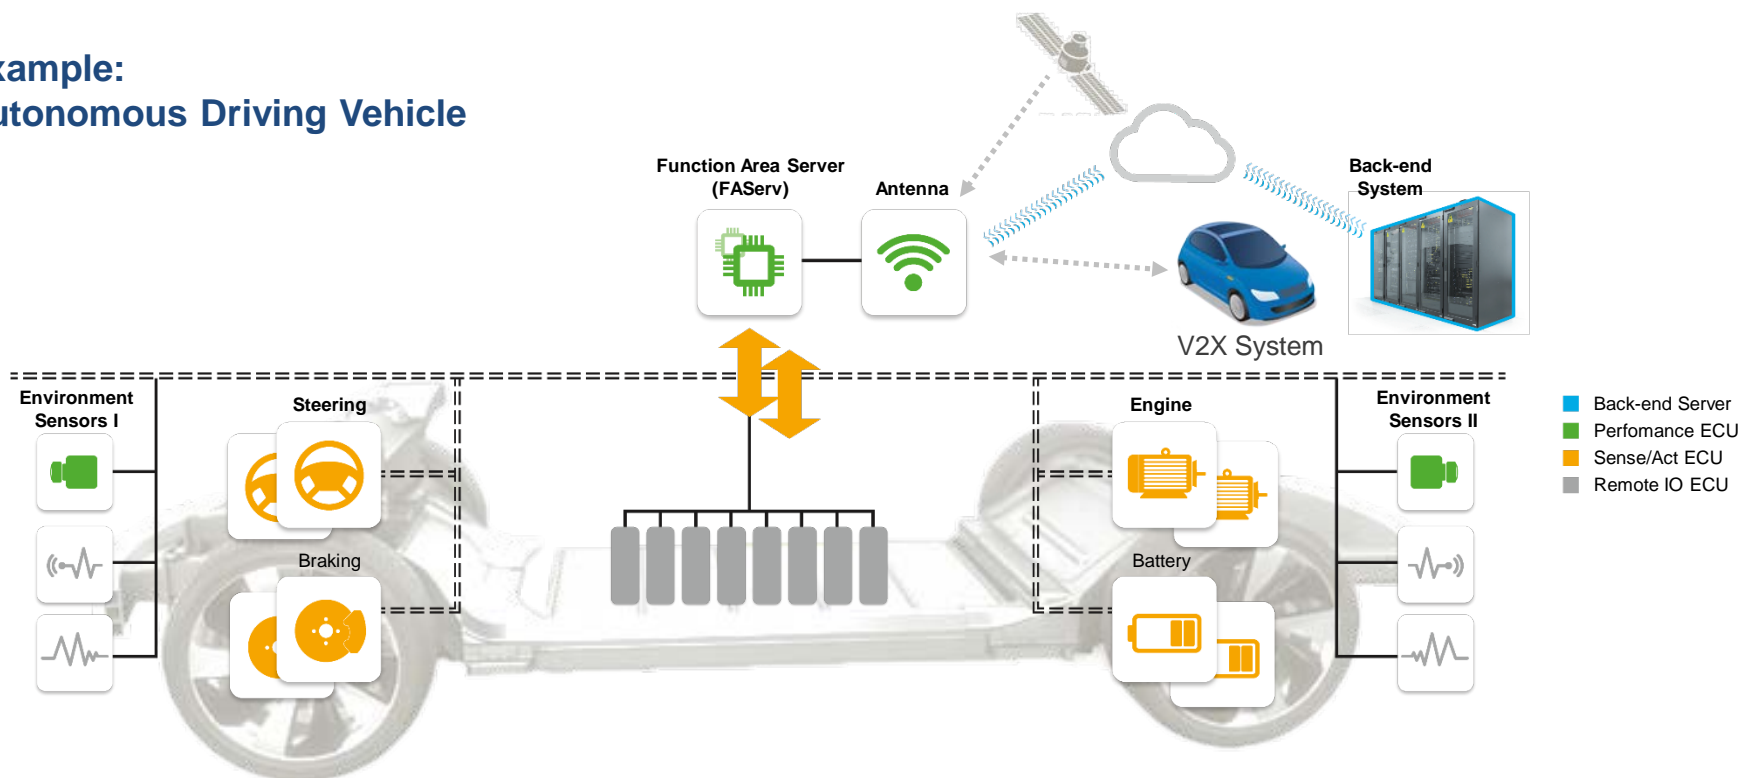 xample:
utonomous Driving Vehicle
Function Area Server
(FAServ)
Antenna
Back-end
System
V2X System
Environment
Sensors I
Steering
Engine
Environment
Sensors II
Braking
Battery
Back-end Server
Perfomance ECU
Sense/Act ECU
Remote IO ECU